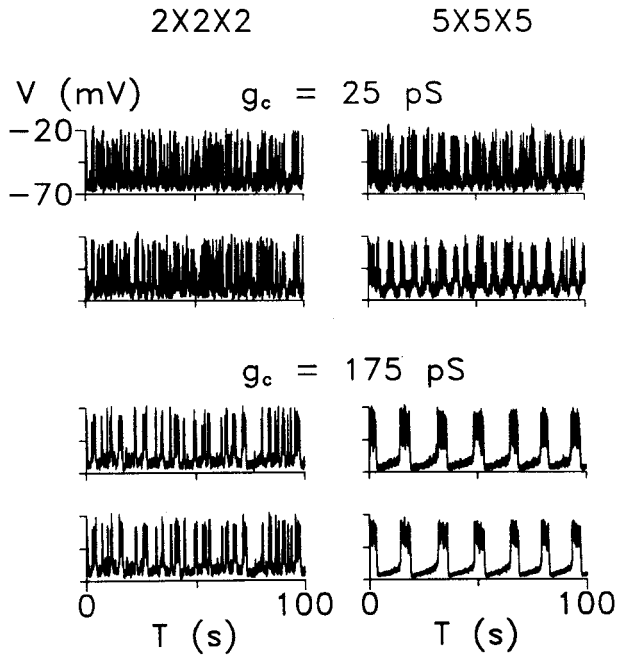 2X2X2 5X5X5
V (mV) g_c = 25 pS
-20
-70
g_c = 175 pS
0 100 0 100
T (s) T (s)